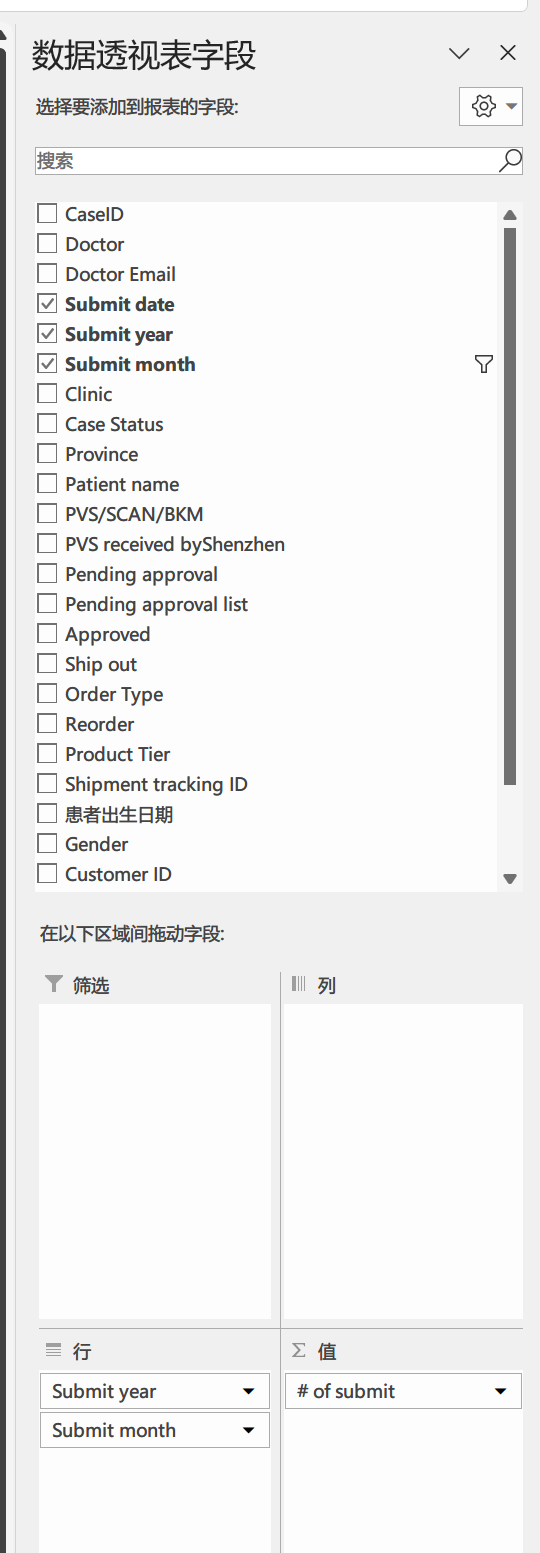 数据透视表字段
选择要添加到报表的字段:
搜索
CaseID
Doctor
Doctor Email
Submit date
Submit year
Submit month
Clinic
Case Status
Province
Patient name
PVS/SCAN/BKM
PVS received byShenzhen
Pending approval
Pending approval list
Approved
Ship out
Order Type
Reorder
Product Tier
Shipment tracking ID
患者出生日期
Gender
Customer ID
在以下区域间拖动字段:
筛选
列
行
Σ 值
Submit year
# of submit
Submit month